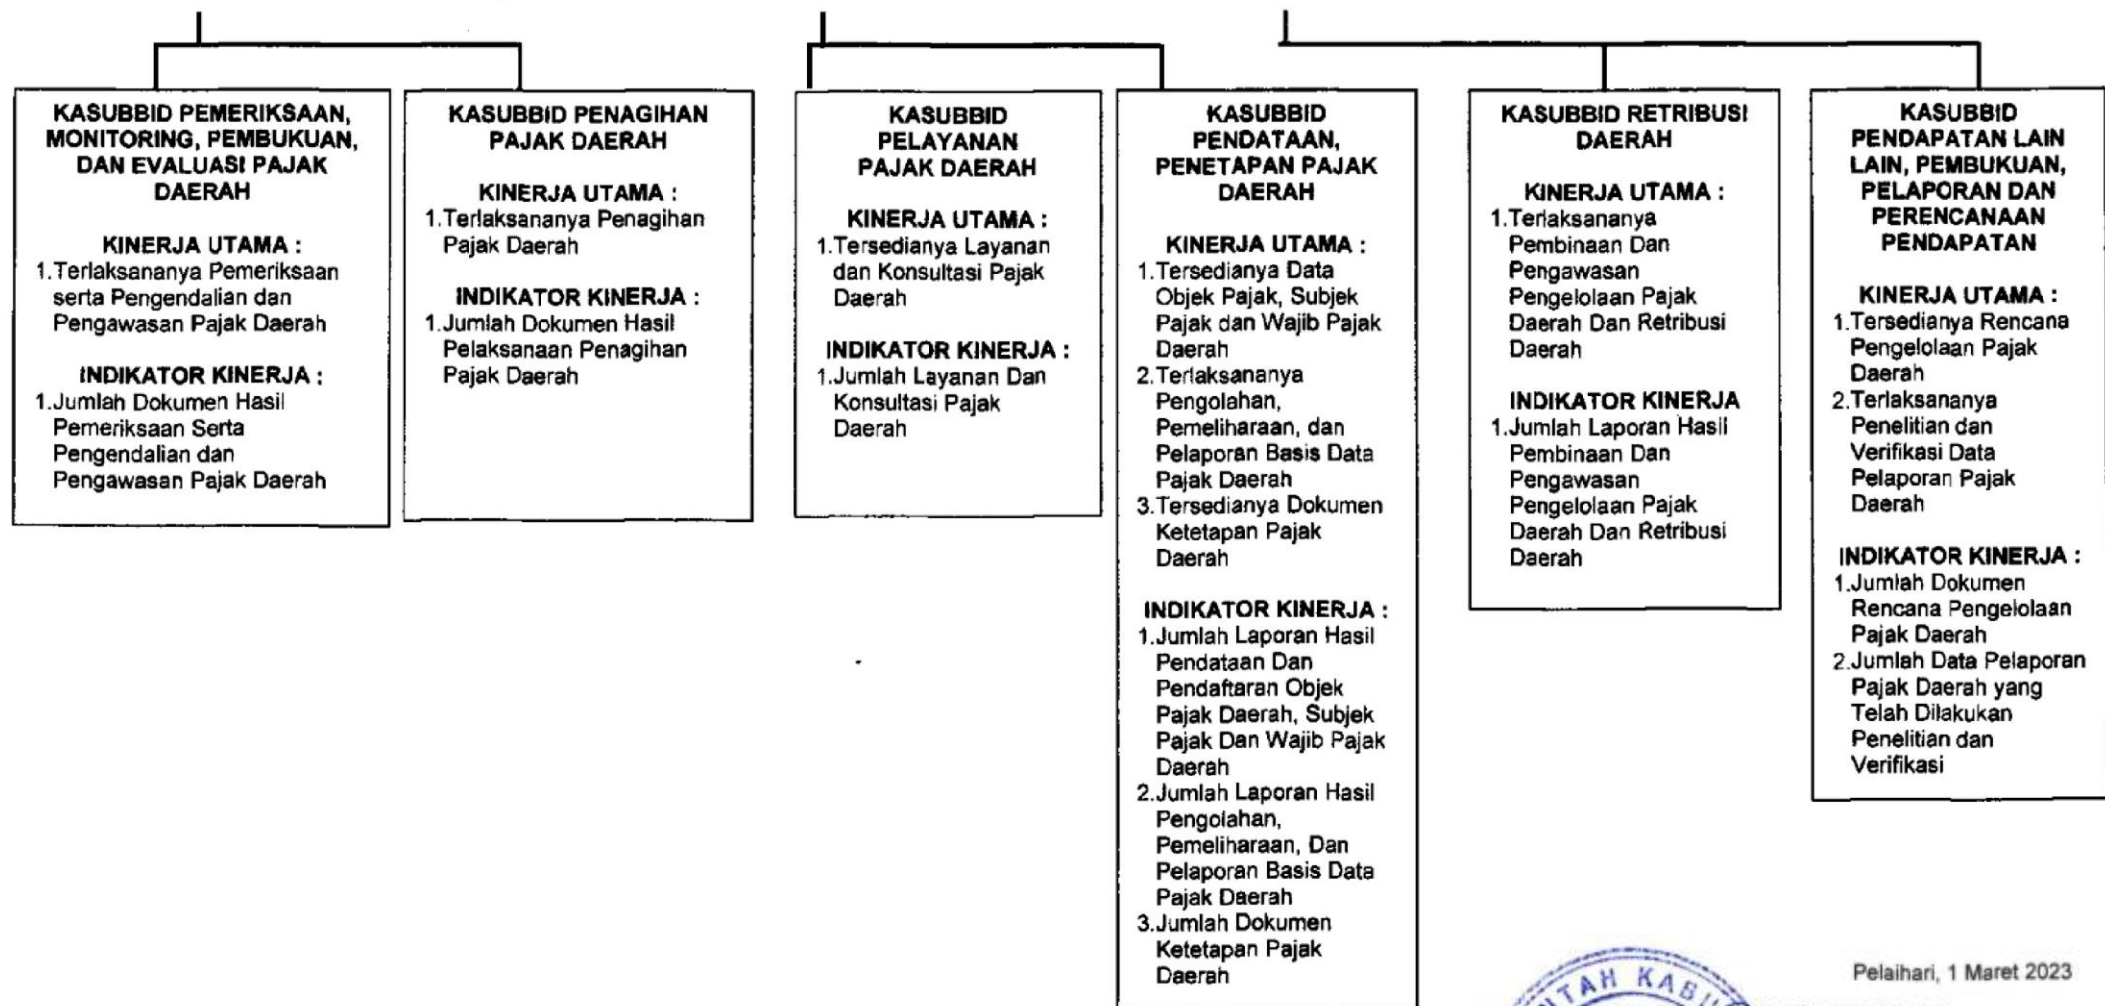 KASUBBID PEMERIKSAAN,
MONITORING, PEMBUKUAN,
DAN EVALUASI PAJAK
DAERAH
KINERJA UTAMA :
1.Terlaksananya Pemeriksaan
serta Pengendalian dan
Pengawasan Pajak Daerah
INDIKATOR KINERJA :
1.Jumlah Dokumen Hasil
Pemeriksaan Serta
Pengendalian dan
Pengawasan Pajak Daerah
KASUBBID PENAGIHAN
PAJAK DAERAH
KINERJA UTAMA :
1.Terlaksananya Penagihan
Pajak Daerah
INDIKATOR KINERJA :
1.Jumlah Dokumen Hasil
Pelaksanaan Penagihan
Pajak Daerah
KASUBBID
PELAYANAN
PAJAK DAERAH
KINERJA UTAMA :
1.Tersedianya Layanan
dan Konsultasi Pajak
Daerah
INDIKATOR KINERJA :
1.Jumlah Layanan Dan
Konsultasi Pajak
Daerah
KASUBBID
PENDATAAN,
PENETAPAN PAJAK
DAERAH
KINERJA UTAMA :
1.Tersedianya Data
Objek Pajak, Subjek
Pajak dan Wajib Pajak
Daerah
2.Terlaksananya
Pengolahan,
Pemeliharaan, dan
Pelaporan Basis Data
Pajak Daerah
3.Tersedianya Dokumen
Ketetapan Pajak
Daerah
INDIKATOR KINERJA :
1.Jumlah Laporan Hasil
Pendataan Dan
Pendaftaran Objek
Pajak Daerah, Subjek
Pajak Dan Wajib Pajak
Daerah
2.Jumlah Laporan Hasil
Pengolahan,
Pemeliharaan, Dan
Pelaporan Basis Data
Pajak Daerah
3.Jumlah Dokumen
Ketetapan Pajak
Daerah
KASUBBID RETRIBUSI
DAERAH
KINERJA UTAMA :
1.Terlaksananya
Pembinaan Dan
Pengawasan
Pengelolaan Pajak
Daerah Dan Retribusi
Daerah
INDIKATOR KINERJA
1.Jumlah Laporan Hasil
Pembinaan Dan
Pengawasan
Pengelolaan Pajak
Daerah Dan Retribusi
Daerah
KASUBBID
PENDAPATAN LAIN
LAIN, PEMBUKUAN,
PELAPORAN DAN
PERENCANAAN
PENDAPATAN
KINERJA UTAMA :
1.Tersedianya Rencana
Pengelolaan Pajak
Daerah
2.Terlaksananya
Penelitian dan
Verifikasi Data
Pelaporan Pajak
Daerah
INDIKATOR KINERJA :
1.Jumlah Dokumen
Rencana Pengelolaan
Pajak Daerah
2.Jumlah Data Pelaporan
Pajak Daerah yang
Telah Dilakukan
Penelitian dan
Verifikasi
Pelaihari, 1 Maret 2023